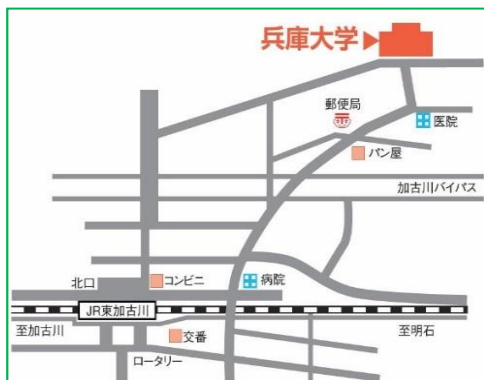 兵庫大学
郵便局
医院
パン屋
加古川バイパス
北口
コンビニ
病院
JR東加古川
至加古川
交番
至明石
ロータリー